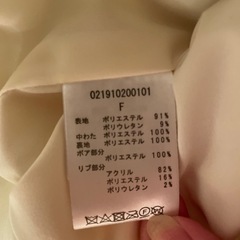 021910200101
F
表地 ポリエステル 91%
ポリウレタン 9%
中わた ポリエステル 100%
裏地 ポリエステル 100%
ボア部分
ポリエステル 100%
リブ部分
アクリル 82%
ポリエステル 16%
ポリウレタン 2%